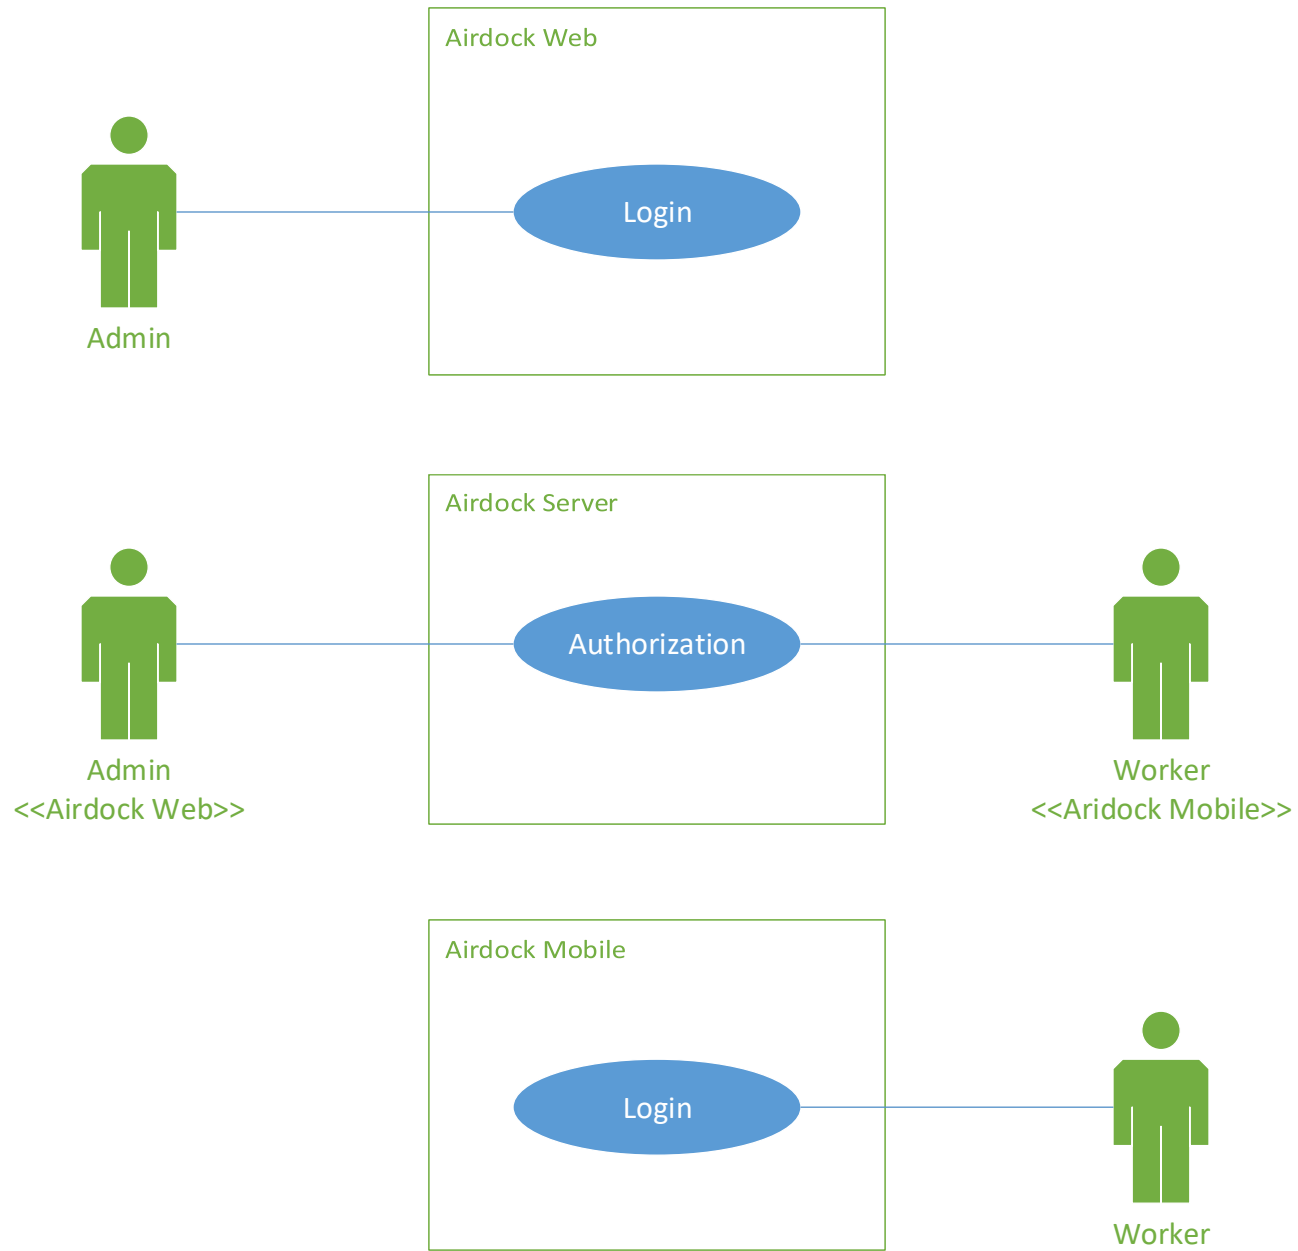 Airdock Web
Login
Admin
Airdock Server
Authorization
Admin
<<Airdock Web>>
Worker
<<Aridock Mobile>>
Airdock Mobile
Login
Worker